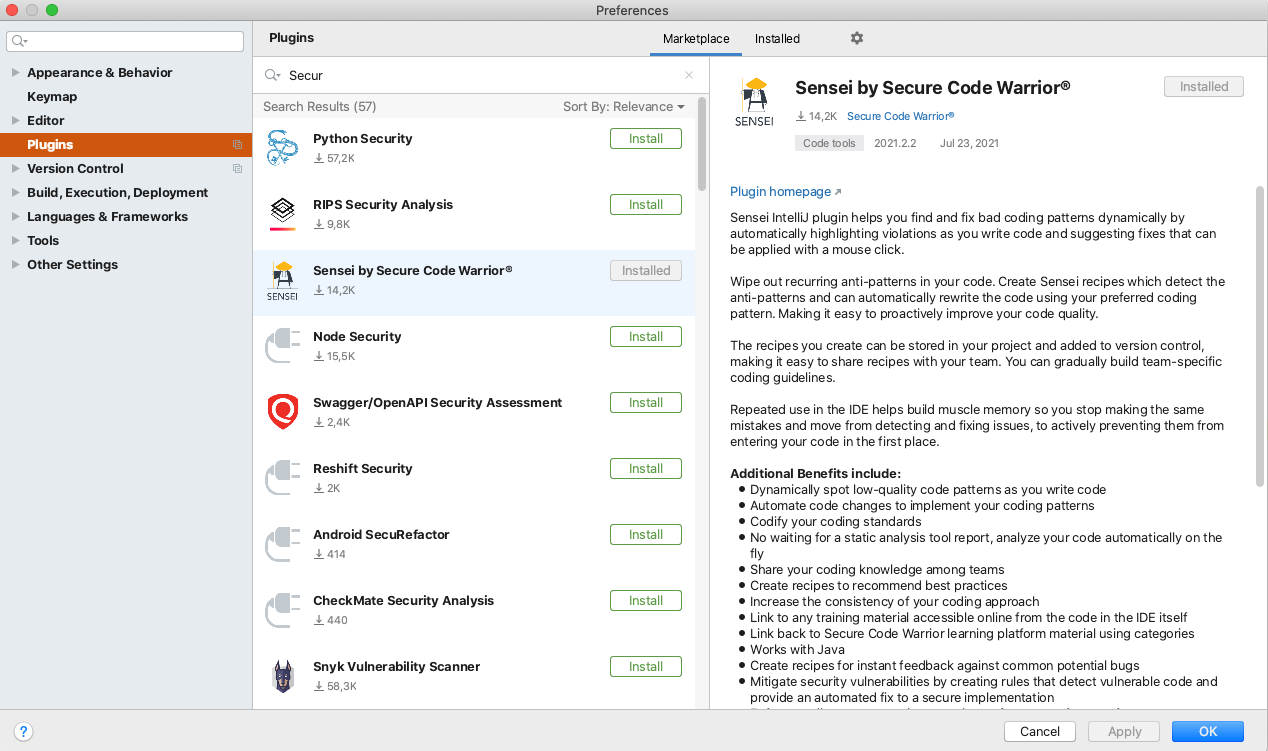 Preferences
Appearance & Behavior
Keymap
Editor
Plugins
Version Control
Build, Execution, Deployment
Languages & Frameworks
Tools
Other Settings
Plugins
Marketplace
Installed
Secur
Search Results (57)
Sort By: Relevance
Python Security
Install
57,2K
RIPS Security Analysis
Install
9,8K
SENSEI
Sensei by Secure Code Warrior®
Installed
14,2K
Node Security
Install
15,5K
Swagger/OpenAPI Security Assessment
Install
2,4K
Reshift Security
Install
2K
Android SecuRefactor
Install
414
CheckMate Security Analysis
Install
440
Snyk Vulnerability Scanner
Install
58,3K
SENSEI
Sensei by Secure Code Warrior®
Installed
14,2K Secure Code Warrior®
Code tools 2021.2.2 Jul 23, 2021
Plugin homepage
Sensei IntelliJ plugin helps you find and fix bad coding patterns dynamically by
automatically highlighting violations as you write code and suggesting fixes that can
be applied with a mouse click.
Wipe out recurring anti-patterns in your code. Create Sensei recipes which detect the
anti-patterns and can automatically rewrite the code using your preferred coding
pattern. Making it easy to proactively improve your code quality.
The recipes you create can be stored in your project and added to version control,
making it easy to share recipes with your team. You can gradually build team-specific
coding guidelines.
Repeated use in the IDE helps build muscle memory so you stop making the same
mistakes and move from detecting and fixing issues, to actively preventing them from
entering your code in the first place.
Additional Benefits include:
• Dynamically spot low-quality code patterns as you write code
• Automate code changes to implement your coding patterns
• Codify your coding standards
• No waiting for a static analysis tool report, analyze your code automatically on the
fly
• Share your coding knowledge among teams
• Create recipes to recommend best practices
• Increase the consistency of your coding approach
• Link to any training material accessible online from the code in the IDE itself
• Link back to Secure Code Warrior learning platform material using categories
• Works with Java
• Create recipes for instant feedback against common potential bugs
• Mitigate security vulnerabilities by creating rules that detect vulnerable code and
provide an automated fix to a secure implementation
?
Cancel
Apply
OK